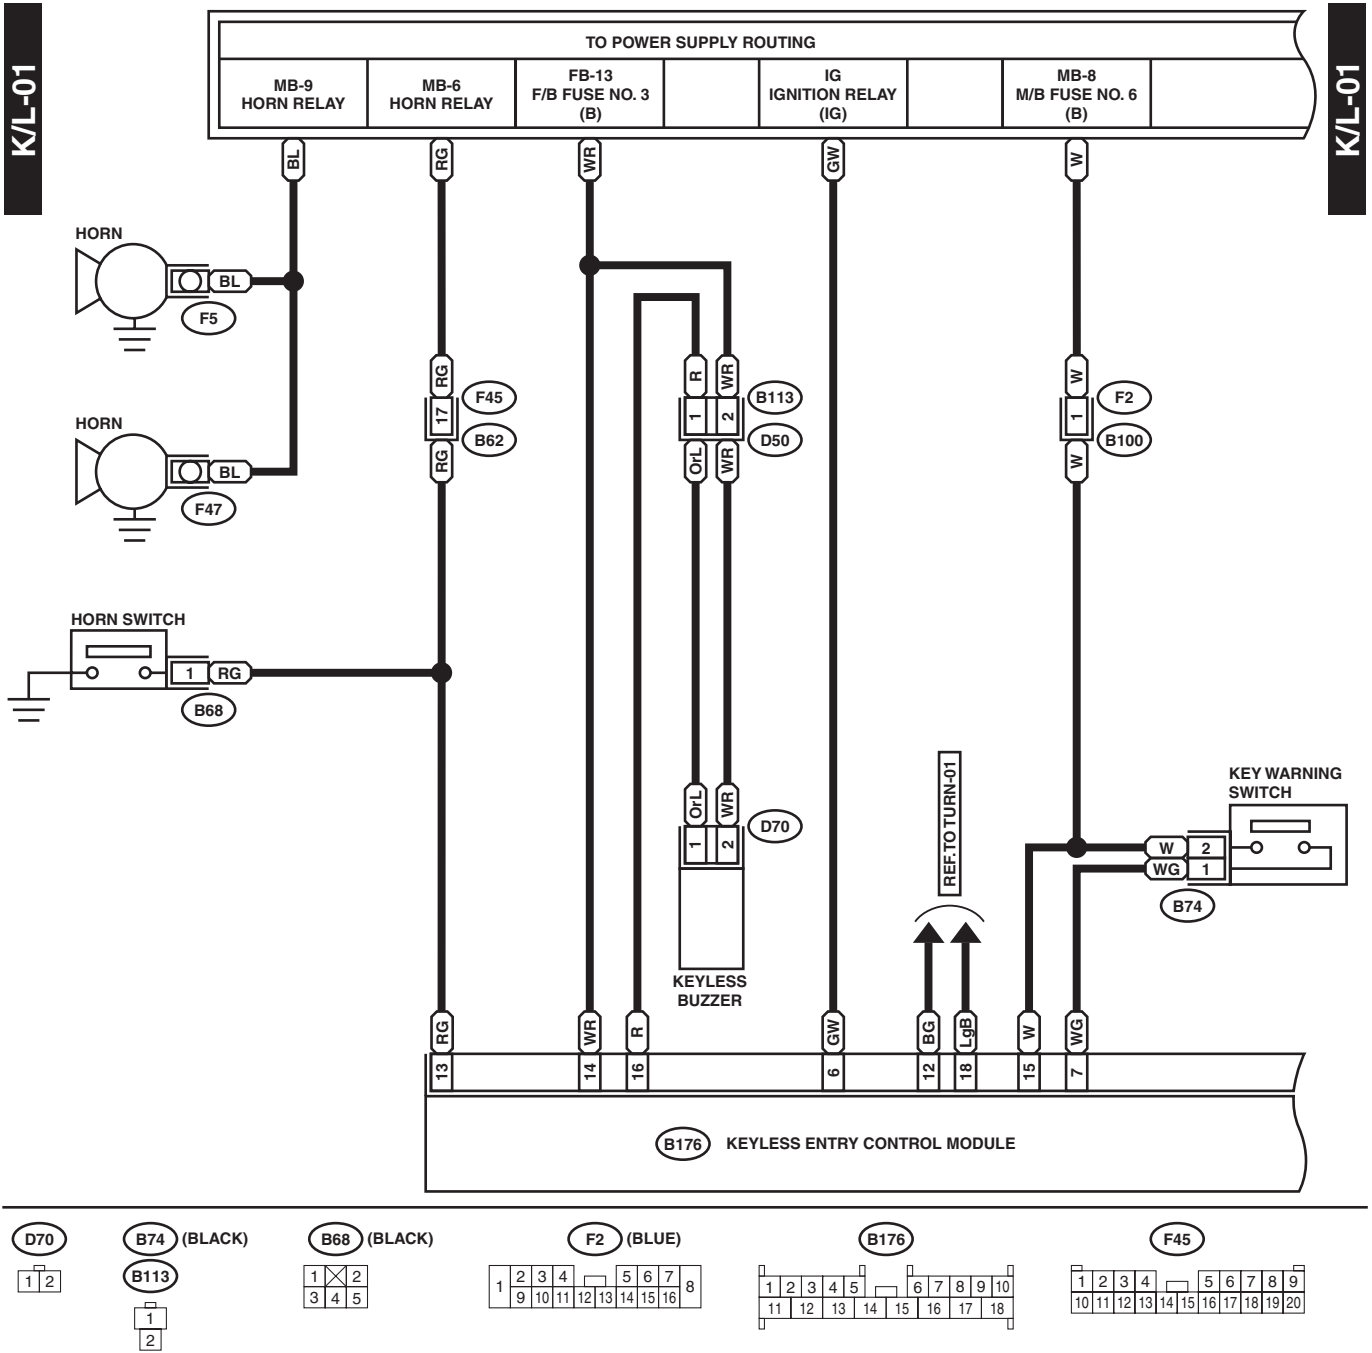 K/L-01
K/L-01
TO POWER SUPPLY ROUTING
MB-9
HORN RELAY
MB-6
HORN RELAY
FB-13
F/B FUSE NO. 3
(B)
IG
IGNITION RELAY
(IG)
MB-8
M/B FUSE NO. 6
(B)
BL
RG
WR
GW
W
HORN
BL
F5
R
WR
RG
W
17
F45
B62
1
2
B113
D50
1
F2
B100
RG
OrL
WR
W
HORN
BL
F47
HORN SWITCH
1
RG
B68
REF. TO TURN-01
KEY WARNING
SWITCH
OrL
WR
1
2
D70
W
2
WG
1
B74
KEYLESS
BUZZER
RG
WR
R
GW
BG
LgB
W
WG
13
14
16
6
12
18
15
7
B176
KEYLESS ENTRY CONTROL MODULE
D70
1 2
B74 (BLACK)
B113
1
2
B68 (BLACK)
1 2
3 4 5
F2 (BLUE)
1 2 3 4 5 6 7 8
9 10 11 12 13 14 15 16
B176
1 2 3 4 5 6 7 8 9 10
11 12 13 14 15 16 17 18
F45
1 2 3 4 5 6 7 8 9
10 11 12 13 14 15 16 17 18 19 20